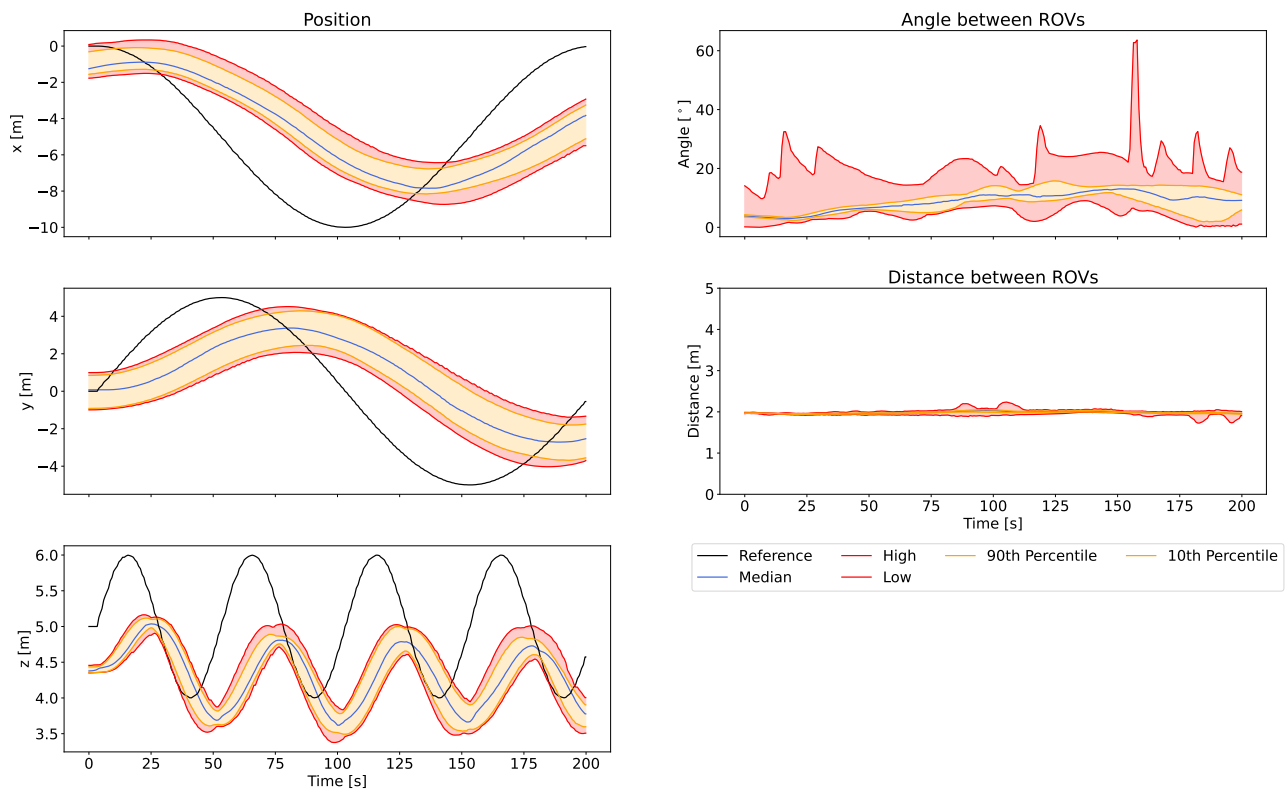 Position
0
−2
−4
−6
−8
−10
x [m]
4
2
0
−2
−4
y [m]
6.0
5.5
5.0
4.5
4.0
3.5
z [m]
0 25 50 75 100 125 150 175 200
Time [s]
Angle between ROVs
60
40
20
0
Angle [°]
Distance between ROVs
5
4
3
2
1
0
Distance [m]
0 25 50 75 100 125 150 175 200
Time [s]
Reference High 90th Percentile 10th Percentile
Median Low